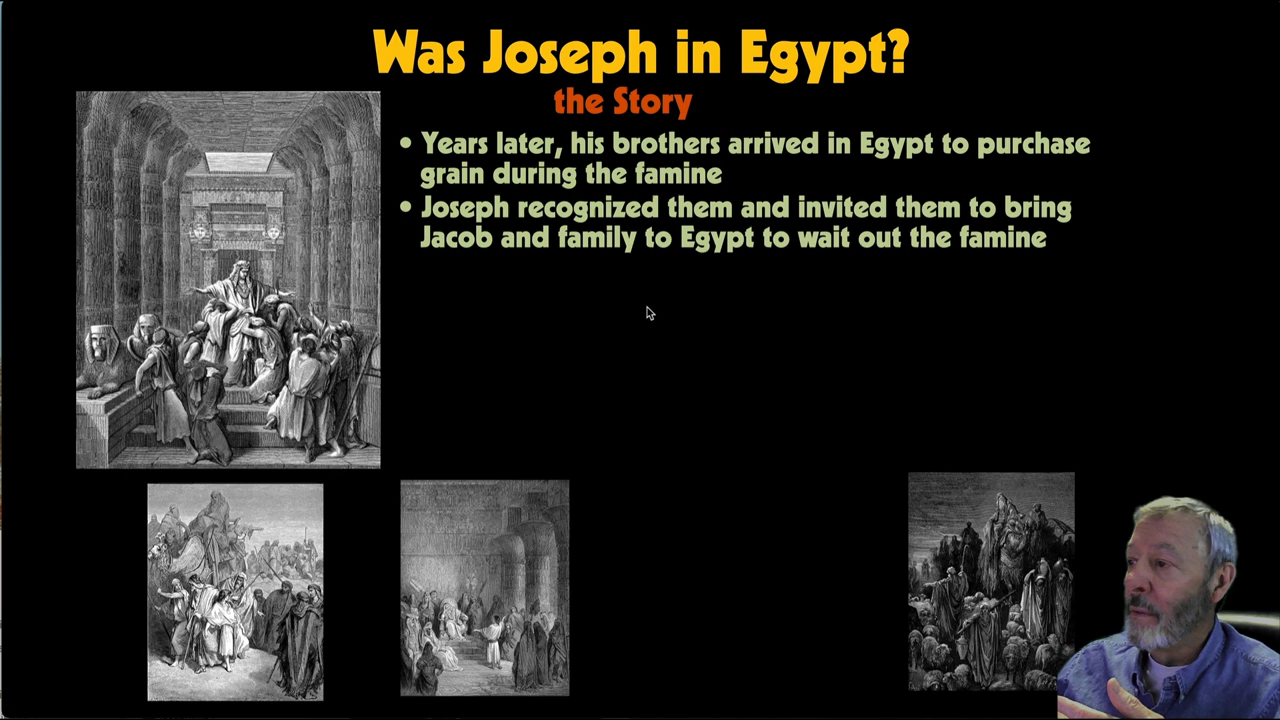 Was Joseph in Egypt?
the Story
• Years later, his brothers arrived in Egypt to purchase
grain during the famine
• Joseph recognized them and invited them to bring
Jacob and family to Egypt to wait out the famine